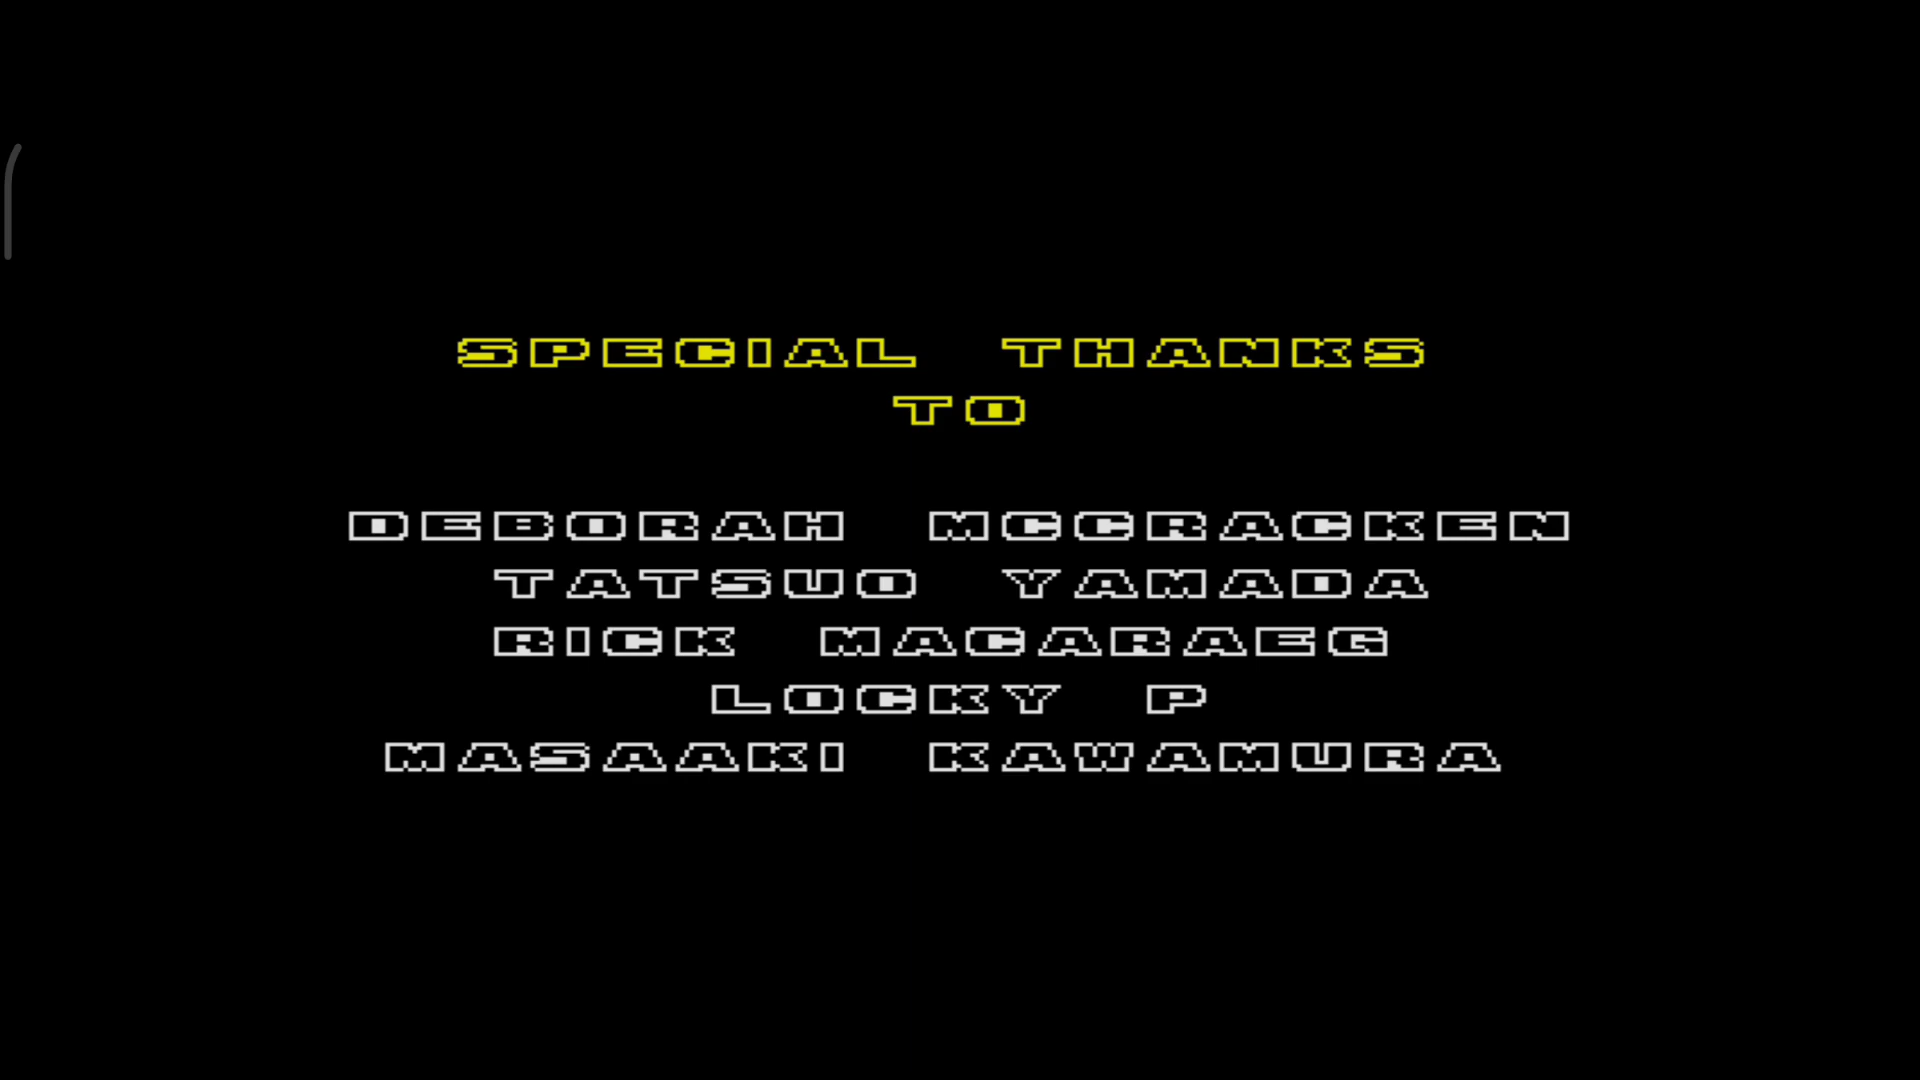 SPECIAL THANKS
TO
DEBORAH MCCRACKEN
TATSUO YAMADA
RICK MACARAEG
LOCKY P
MASAAKI KAWAMURA